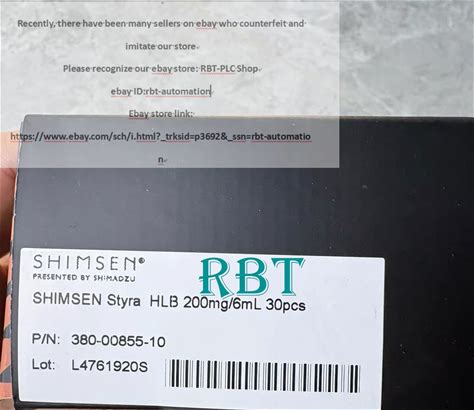 Recently, there have been many sellers on ebay who counterfeit and
imitate our store
Please recognize our ebay store: RBT-PLC Shop
ebay ID:rbt-automation
Ebay store link:
https://www.ebay.com/sch/i.html?_trksid=p3692&_ssn=rbt-automatio
n
SHIMSEN®
PRESENTED BY SHIMADZU
RBT
SHIMSEN Styra HLB 200mg/6mL 30pcs
P/N: 380-00855-10
Lot: L4761920S